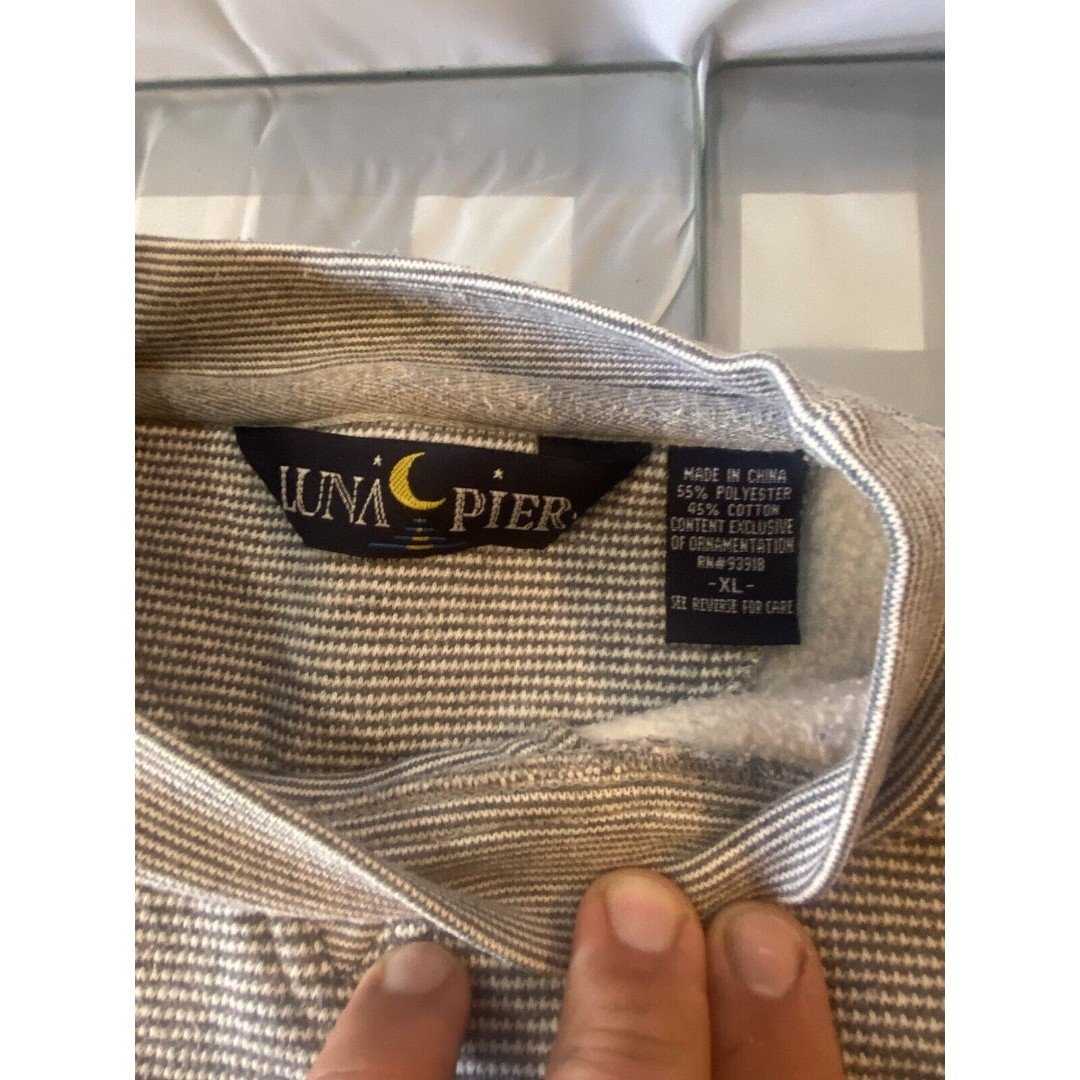 LUNA PIER
MADE IN CHINA
55% POLYESTER
45% COTTON
CONTENT EXCLUSIVE
OF ORNAMENTATION
RN#93918
-XL-
SEE REVERSE FOR CARE